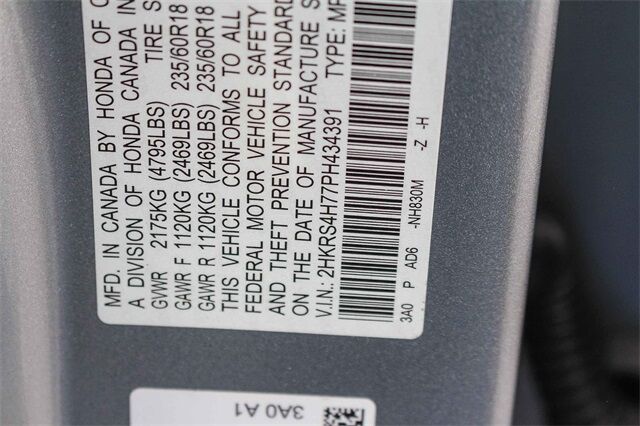 MFD. IN CANADA BY HONDA OF
A DIVISION OF HONDA CANADA IN
GVWR 2175KG (4795LBS) TIRE S
GAWR F 1120KG (2469LBS) 235/60R18
GAWR R 1120KG (2469LBS) 235/60R18
THIS VEHICLE CONFORMS TO ALL
FEDERAL MOTOR VEHICLE SAFETY
AND THEFT PREVENTION STANDARD
ON THE DATE OF MANUFACTURE S
V.I.N.: 2HKRS4H77PH434391 TYPE: MP
3A0 P AD6 -NH830M -Z -H
3A0 A1